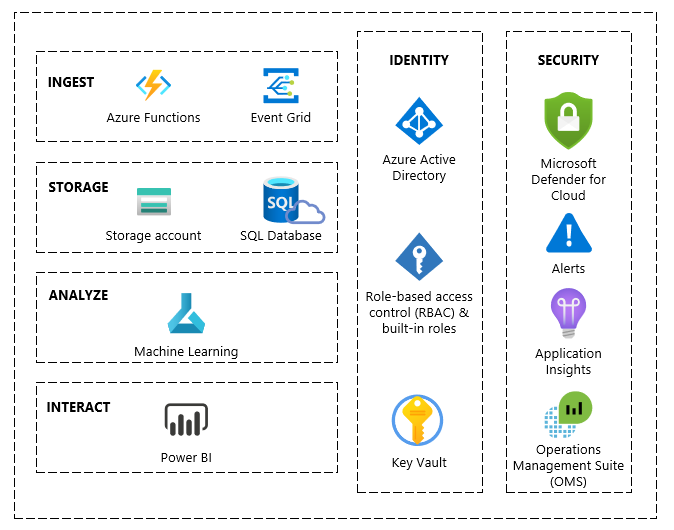 INGEST
Azure Functions
Event Grid
STORAGE
SQL
Storage account
SQL Database
ANALYZE
Machine Learning
INTERACT
Power BI
IDENTITY
Azure Active
Directory
Role-based access
control (RBAC) &
built-in roles
Key Vault
SECURITY
Microsoft
Defender for
Cloud
Alerts
Application
Insights
Operations
Management Suite
(OMS)